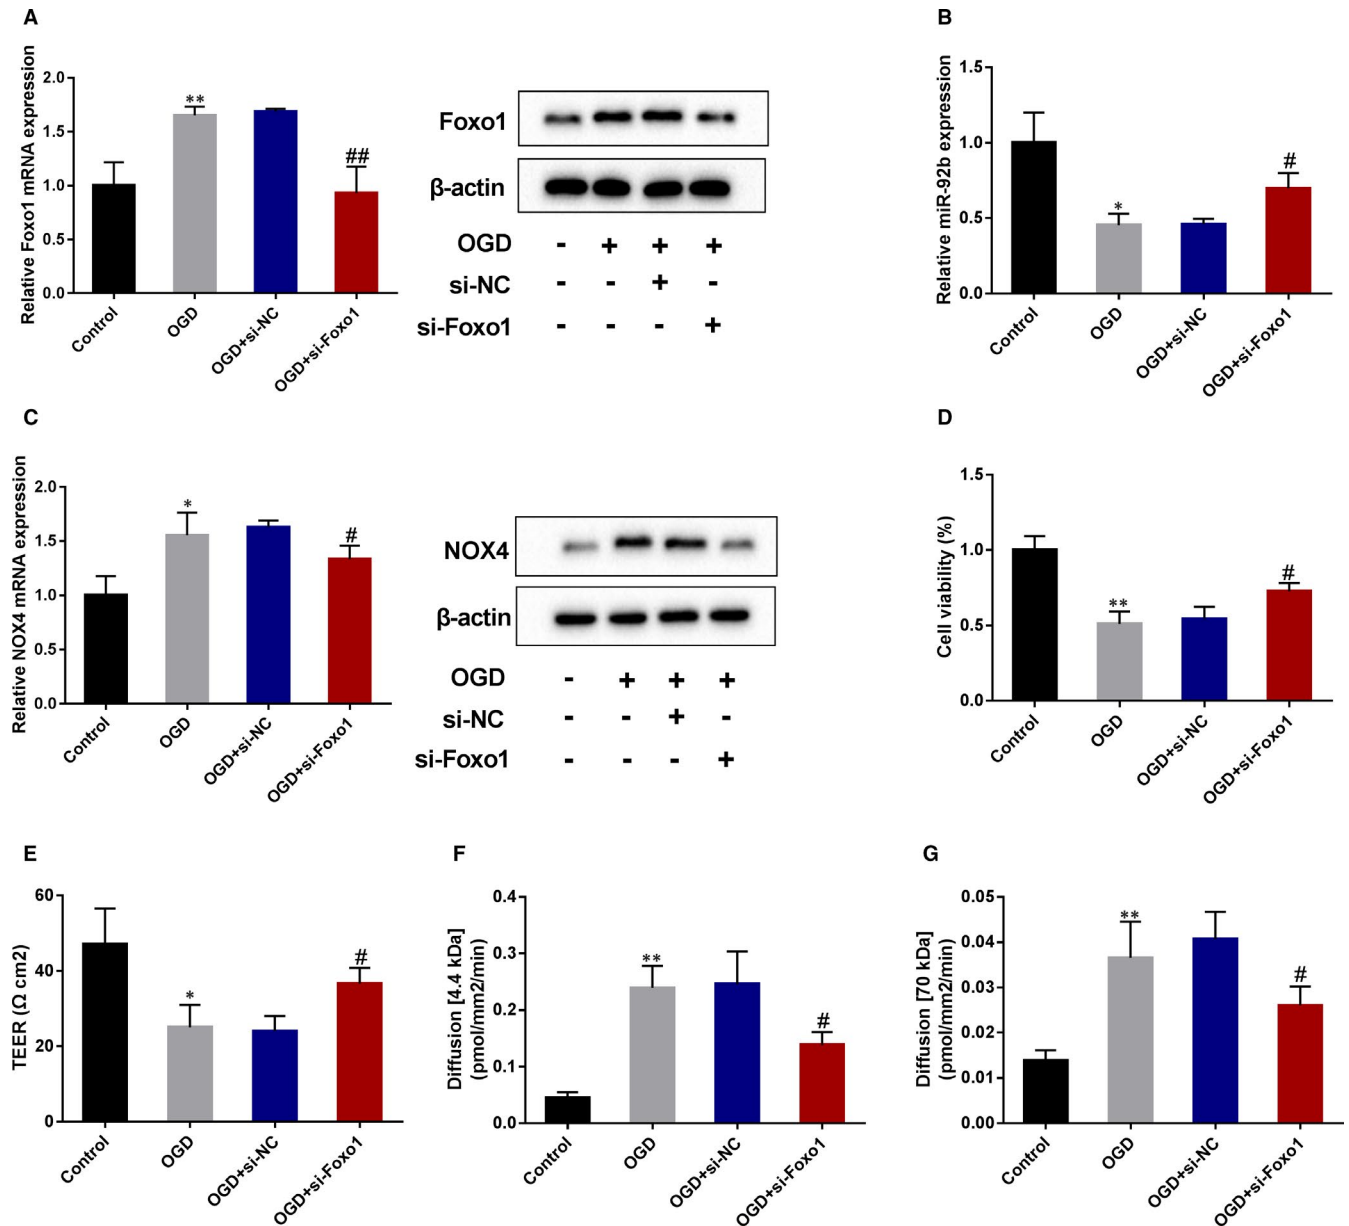 A
Relative Foxo1 mRNA expression
2.0
1.5
1.0
0.5
0.0
**
##
Control
OGD
OGD+si-NC
OGD+si-Foxo1
Foxo1
β-actin
OGD - + + +
si-NC - - + -
si-Foxo1 - - - +
B
Relative miR-92b expression
1.5
1.0
0.5
0.0
*
#
Control
OGD
OGD+si-NC
OGD+si-Foxo1
C
Relative NOX4 mRNA expression
2.0
1.5
1.0
0.5
0.0
*
#
Control
OGD
OGD+si-NC
OGD+si-Foxo1
NOX4
β-actin
OGD - + + +
si-NC - - + -
si-Foxo1 - - - +
D
Cell viability (%)
1.5
1.0
0.5
0.0
**
#
Control
OGD
OGD+si-NC
OGD+si-Foxo1
E
TEER (Ω cm2)
60
40
20
0
*
#
Control
OGD
OGD+si-NC
OGD+si-Foxo1
F
Diffusion [4.4 kDa]
(pmol/mm2/min)
0.4
0.3
0.2
0.1
0.0
**
#
Control
OGD
OGD+si-NC
OGD+si-Foxo1
G
Diffusion [70 kDa]
(pmol/mm2/min)
0.05
0.04
0.03
0.02
0.01
0.00
**
#
Control
OGD
OGD+si-NC
OGD+si-Foxo1